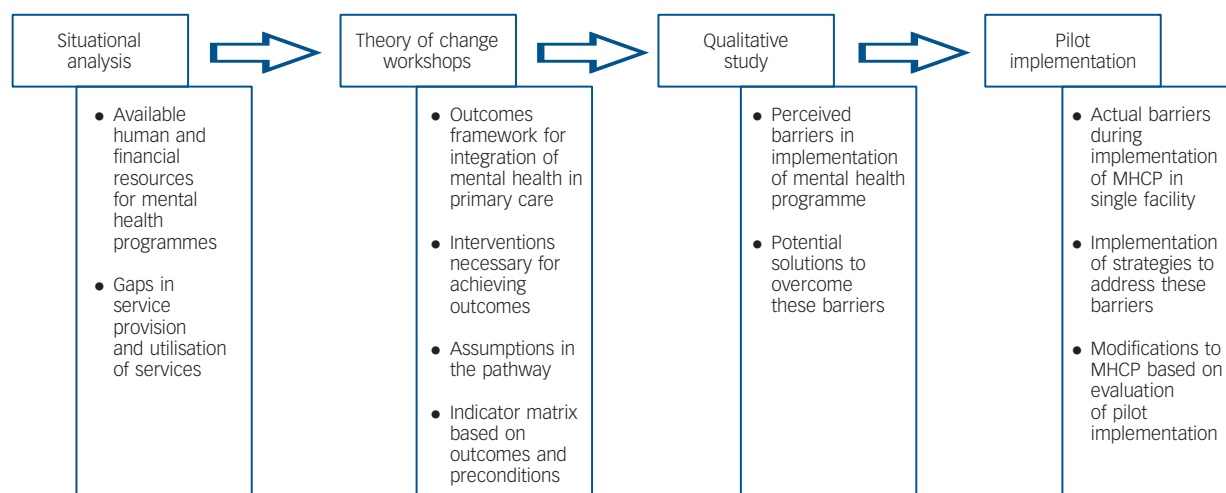 Situational
analysis
● Available
human and
financial
resources
for mental
health
programmes
● Gaps in
service
provision
and utilisation
of services
Theory of change
workshops
● Outcomes
framework for
integration of
mental health in
primary care
● Interventions
necessary for
achieving
outcomes
● Assumptions in
the pathway
● Indicator matrix
based on
outcomes and
preconditions
Qualitative
study
● Perceived
barriers in
implementation
of mental health
programme
● Potential
solutions to
overcome
these barriers
Pilot
implementation
● Actual barriers
during
implementation
of MHCP in
single facility
● Implementation
of strategies to
address these
barriers
● Modifications to
MHCP based on
evaluation
of pilot
implementation